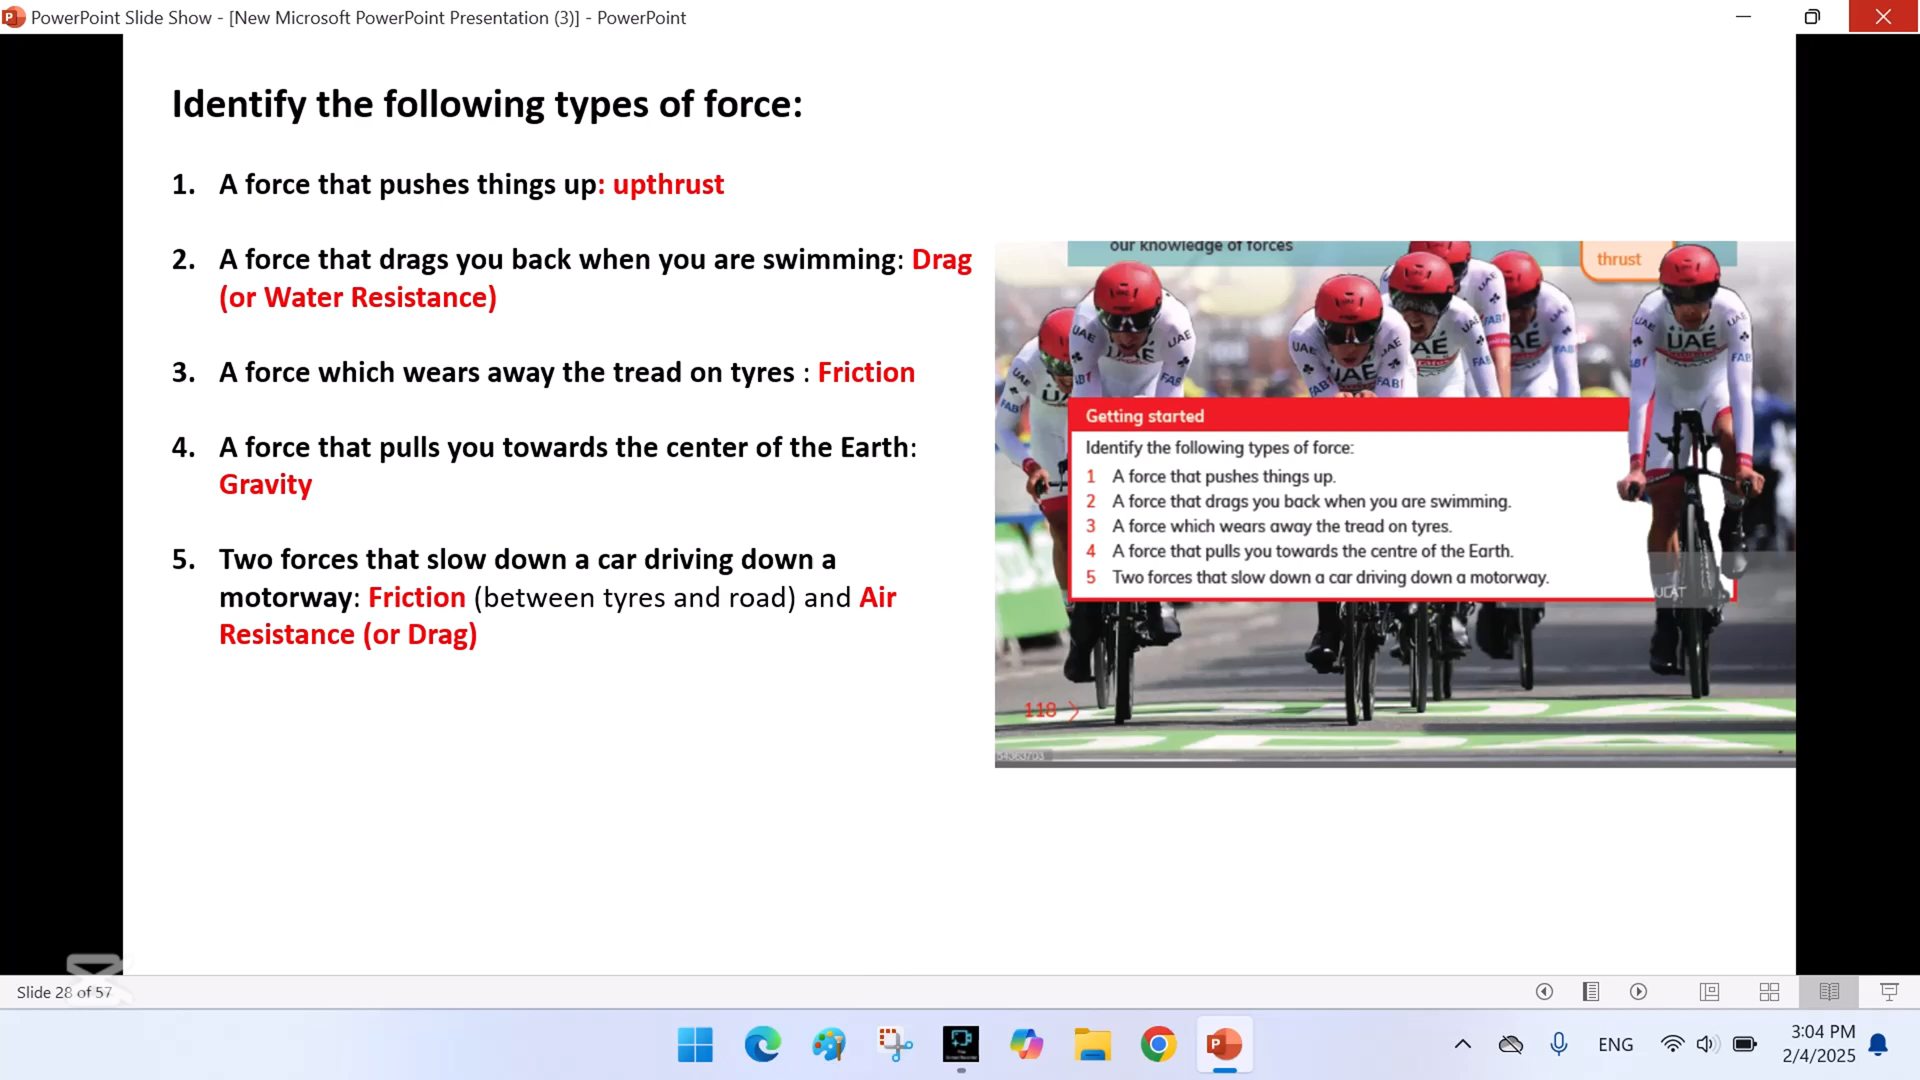 PowerPoint Slide Show - [New Microsoft PowerPoint Presentation (3)] - PowerPoint
Identify the following types of force:
1. A force that pushes things up: upthrust
2. A force that drags you back when you are swimming: Drag
(or Water Resistance)
3. A force which wears away the tread on tyres : Friction
4. A force that pulls you towards the center of the Earth:
Gravity
5. Two forces that slow down a car driving down a
motorway: Friction (between tyres and road) and Air
Resistance (or Drag)
our knowledge of forces
thrust
UAE
UAE
UAE
UAE
UAE
FAB
Getting started
Identify the following types of force:
1 A force that pushes things up.
2 A force that drags you back when you are swimming.
3 A force which wears away the tread on tyres.
4 A force that pulls you towards the centre of the Earth.
5 Two forces that slow down a car driving down a motorway.
118
Slide 28 of 57
ENG
3:04 PM
2/4/2025